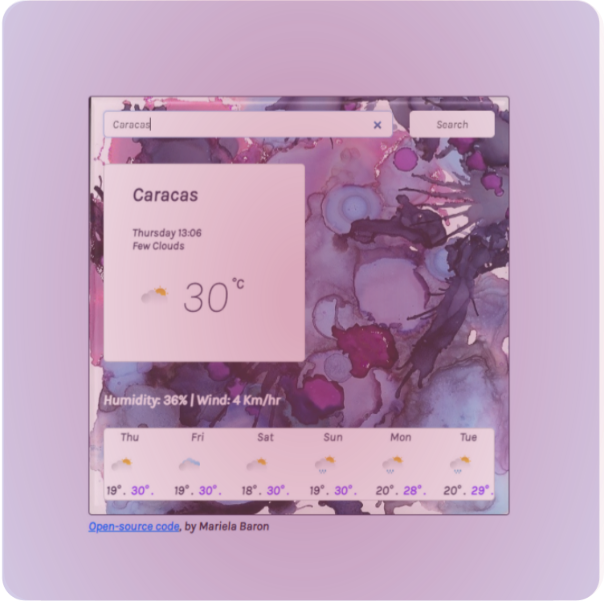 Caracas
Search
Caracas
Thursday 13:06
Few Clouds
30°C
Humidity: 36% | Wind: 4 Km/hr
Thu Fri Sat Sun Mon Tue
19°. 30°. 19°. 30°. 18°. 30°. 19°. 30°. 20°. 28°. 20°. 29°.
Open-source code, by Mariela Baron